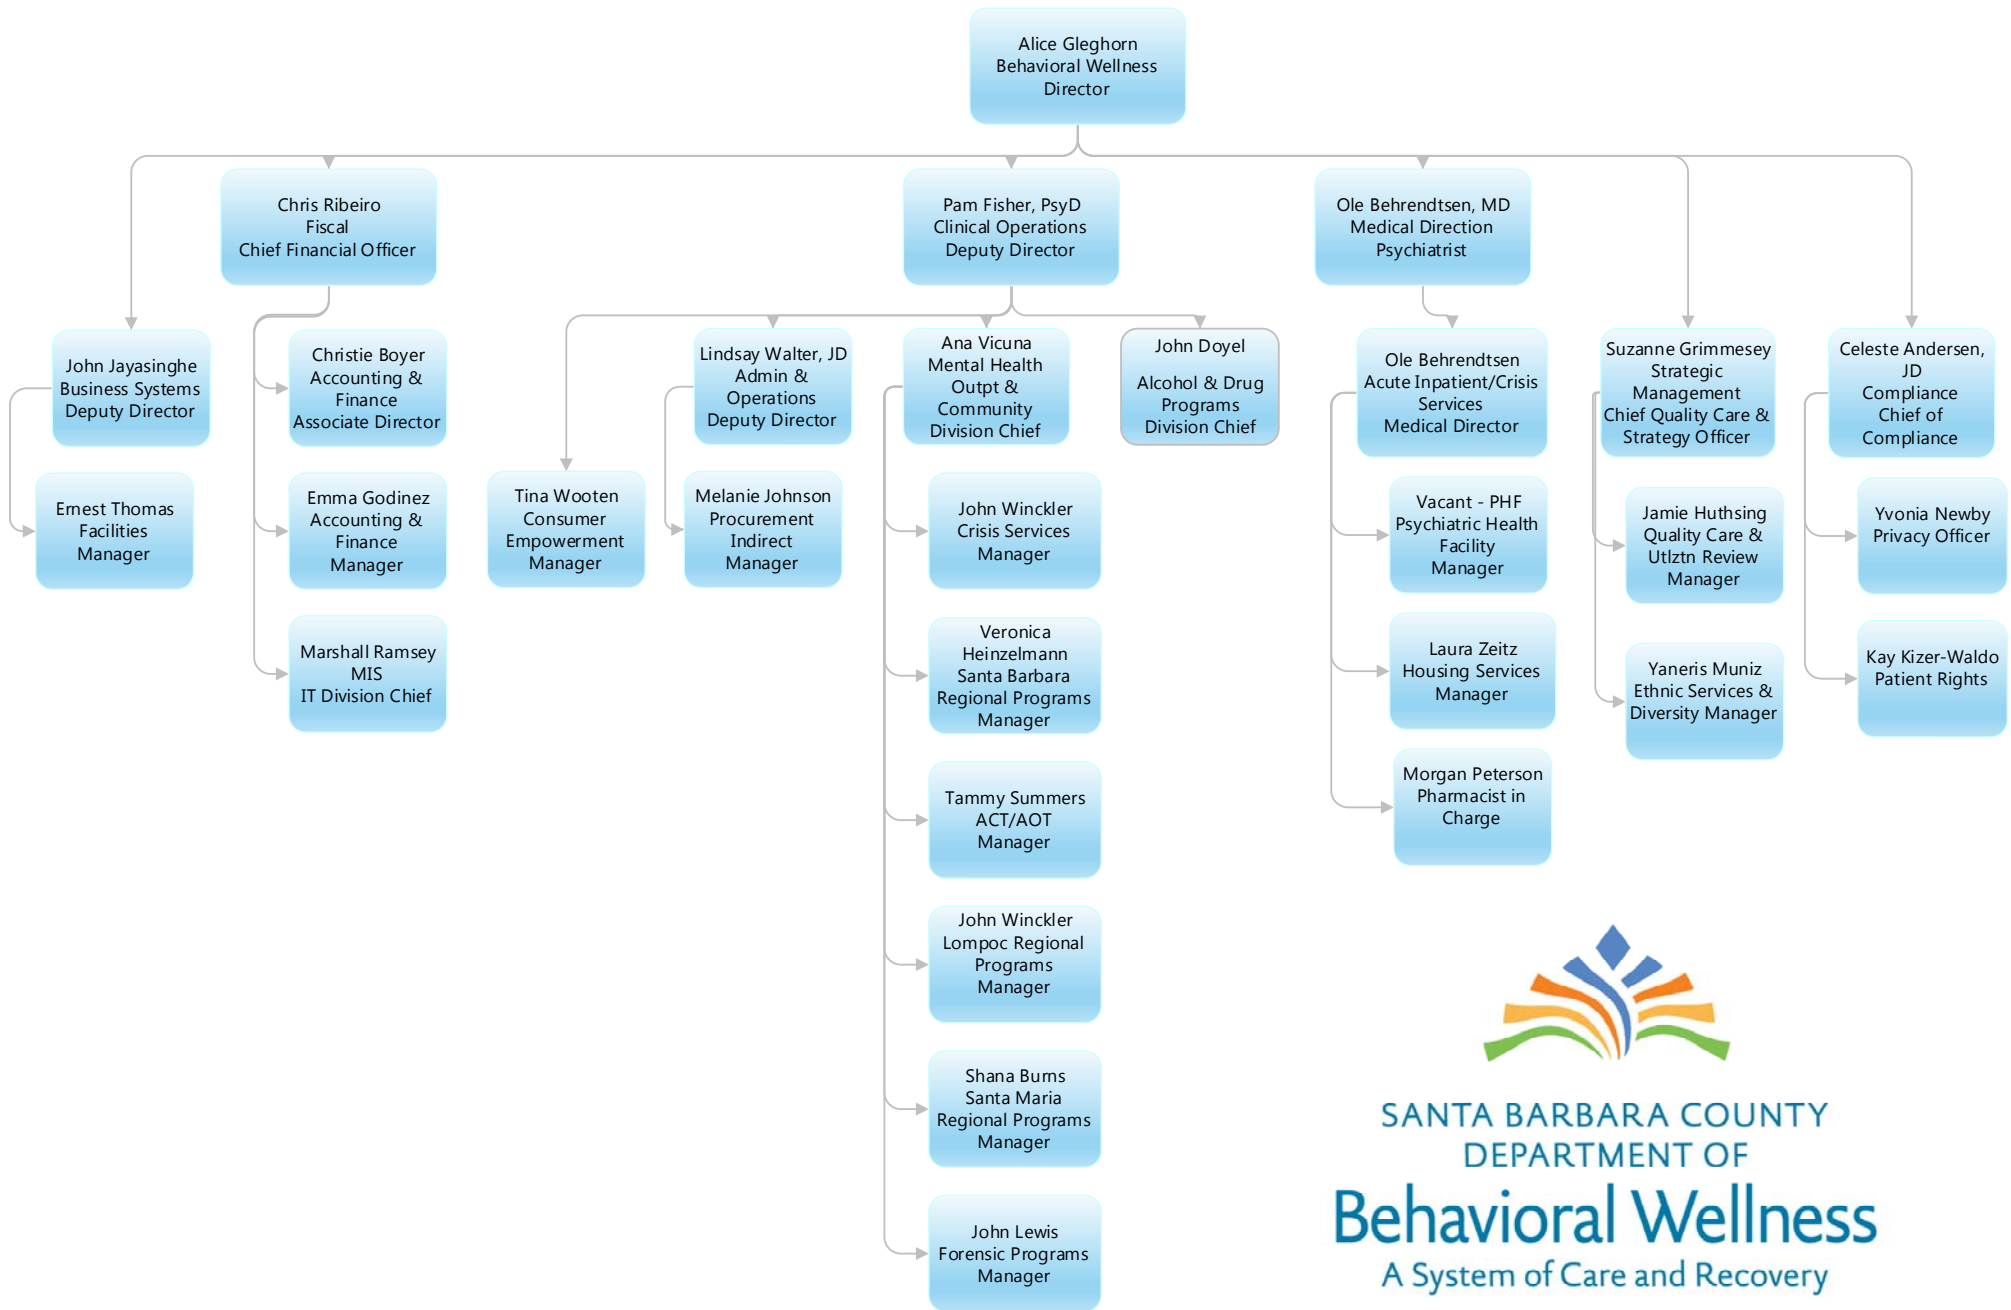 Alice Gleghorn
Behavioral Wellness
Director
Chris Ribeiro
Fiscal
Chief Financial Officer
Pam Fisher, PsyD
Clinical Operations
Deputy Director
Ole Behrendtsen, MD
Medical Direction
Psychiatrist
John Jayasinghe
Business Systems
Deputy Director
Christie Boyer
Accounting &
Finance
Associate Director
Lindsay Walter, JD
Admin &
Operations
Deputy Director
Ana Vicuna
Mental Health
Outpt &
Community
Division Chief
John Doyel
Alcohol & Drug
Programs
Division Chief
Ole Behrendtsen
Acute Inpatient/Crisis
Services
Medical Director
Suzanne Grimmesey
Strategic
Management
Chief Quality Care &
Strategy Officer
Celeste Andersen,
JD
Compliance
Chief of
Compliance
Ernest Thomas
Facilities
Manager
Emma Godinez
Accounting &
Finance
Manager
Tina Wooten
Consumer
Empowerment
Manager
Melanie Johnson
Procurement
Indirect
Manager
John Winckler
Crisis Services
Manager
Vacant - PHF
Psychiatric Health
Facility
Manager
Jamie Huthsing
Quality Care &
Utlztn Review
Manager
Yvonia Newby
Privacy Officer
Marshall Ramsey
MIS
IT Division Chief
Veronica
Heinzelmann
Santa Barbara
Regional Programs
Manager
Laura Zeitz
Housing Services
Manager
Yaneris Muniz
Ethnic Services &
Diversity Manager
Kay Kizer-Waldo
Patient Rights
Tammy Summers
ACT/AOT
Manager
Morgan Peterson
Pharmacist in
Charge
John Winckler
Lompoc Regional
Programs
Manager
Shana Burns
Santa Maria
Regional Programs
Manager
John Lewis
Forensic Programs
Manager
SANTA BARBARA COUNTY
DEPARTMENT OF
Behavioral Wellness
A System of Care and Recovery